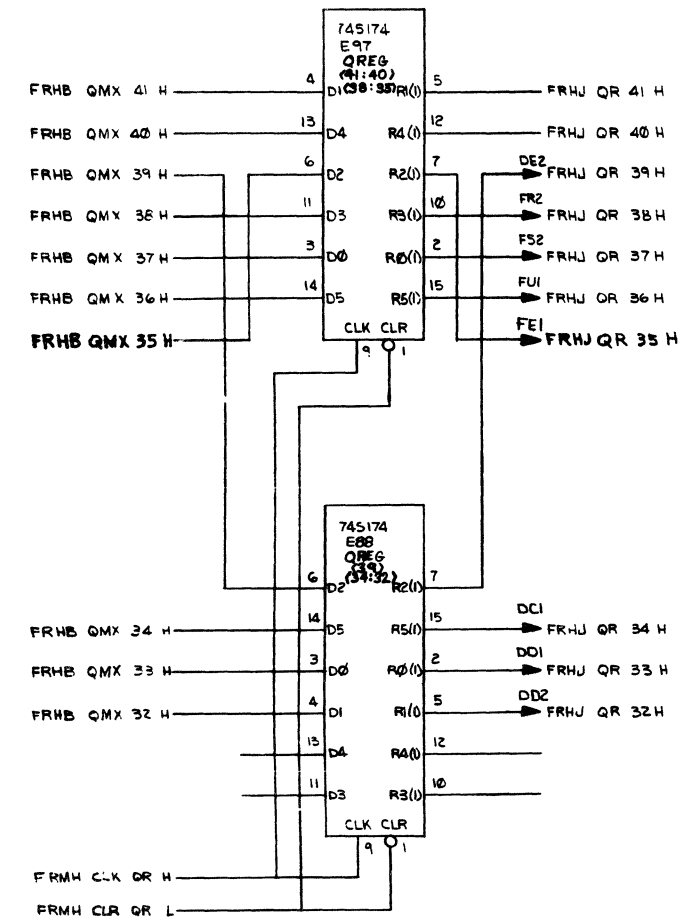 74S174
E97
QREG
(41:40)
(38:35)
FRHB QMX 41 H 4 D1 R1(1) 5 FRHJ QR 41 H
FRHB QMX 40 H 13 D4 R4(1) 12 FRHJ QR 40 H
FRHB QMX 39 H 6 D2 R2(1) 7 DE2 FRHJ QR 39 H
FRHB QMX 38 H 11 D3 R3(1) 10 FR2 FRHJ QR 38 H
FRHB QMX 37 H 3 D0 R0(1) 2 FS2 FRHJ QR 37 H
FRHB QMX 36 H 14 D5 R5(1) 15 FU1 FRHJ QR 36 H
FRHB QMX 35 H CLK CLR FE1 FRHJ QR 35 H
9 1
74S174
E88
QREG
(39)
(34:32)
6 D2 R2(1) 7
FRHB QMX 34 H 14 D5 R5(1) 15 DC1 FRHJ QR 34 H
FRHB QMX 33 H 3 D0 R0(1) 2 DD1 FRHJ QR 33 H
FRHB QMX 32 H 4 D1 R1(1) 5 DD2 FRHJ QR 32 H
13 D4 R4(1) 12
11 D3 R3(1) 10
CLK CLR
9 1
FRMH CLK QR H
FRMH CLR QR L